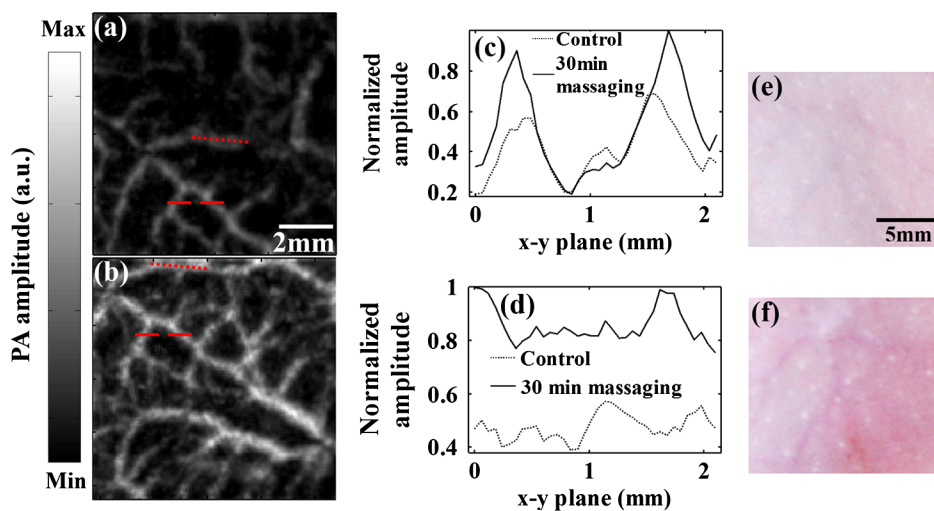 Max
PA amplitude (a.u.)
Min
(a)
2mm
(b)
(c)
Control
30min
massaging
Normalized
amplitude
0.8
0.6
0.4
0.2
0
1
2
x-y plane (mm)
(d)
Control
30 min massaging
Normalized
amplitude
1
0.8
0.6
0.4
0
1
2
x-y plane (mm)
(e)
5mm
(f)